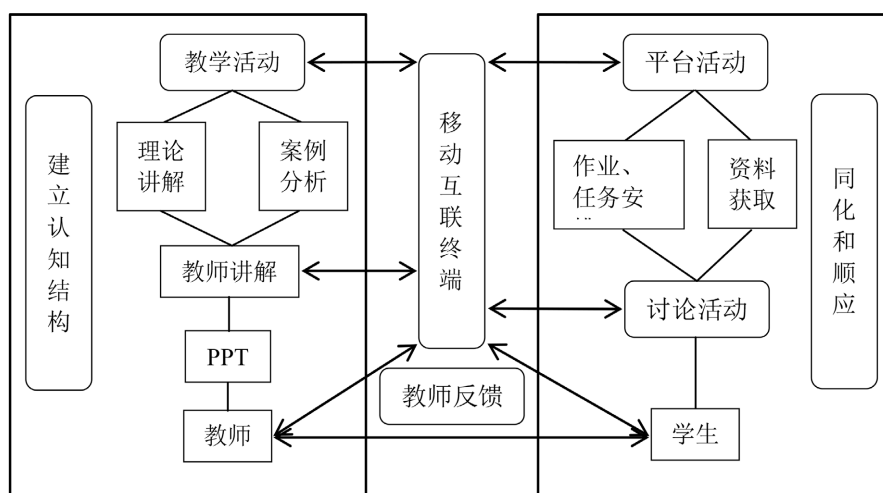 教学活动
平台活动
建立认知结构
理论
讲解
案例
分析
移动互联终端
作业、
任务安
资料
获取
同化和顺应
教师讲解
讨论活动
PPT
教师反馈
教师
学生